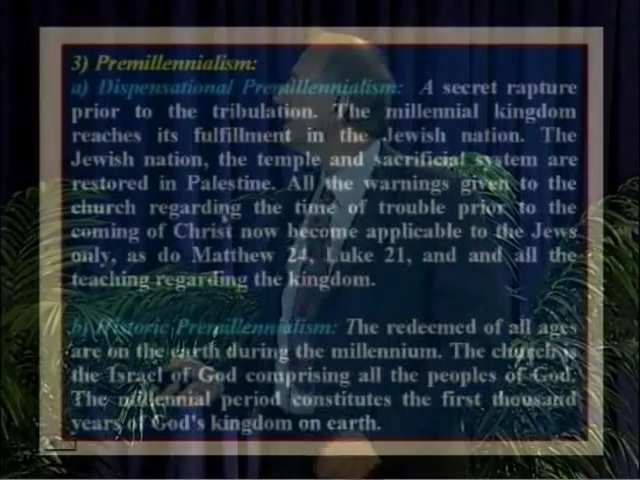 3) Premillennialism:
a) Dispensational Premillennialism: A secret rapture
prior to the tribulation. The millennial kingdom
reaches its fulfillment in the Jewish nation. The
Jewish nation, the temple and sacrificial system are
restored in Palestine. All the warnings given to the
church regarding the time of trouble prior to the
coming of Christ now become applicable to the Jews
only, as do Matthew 24, Luke 21, and and all the
teaching regarding the kingdom.
b) Historic Premillennialism: The redeemed of all ages
are on the earth during the millennium. The church is
the Israel of God comprising all the peoples of God.
The millennial period constitutes the first thousand
years of God's kingdom on earth.